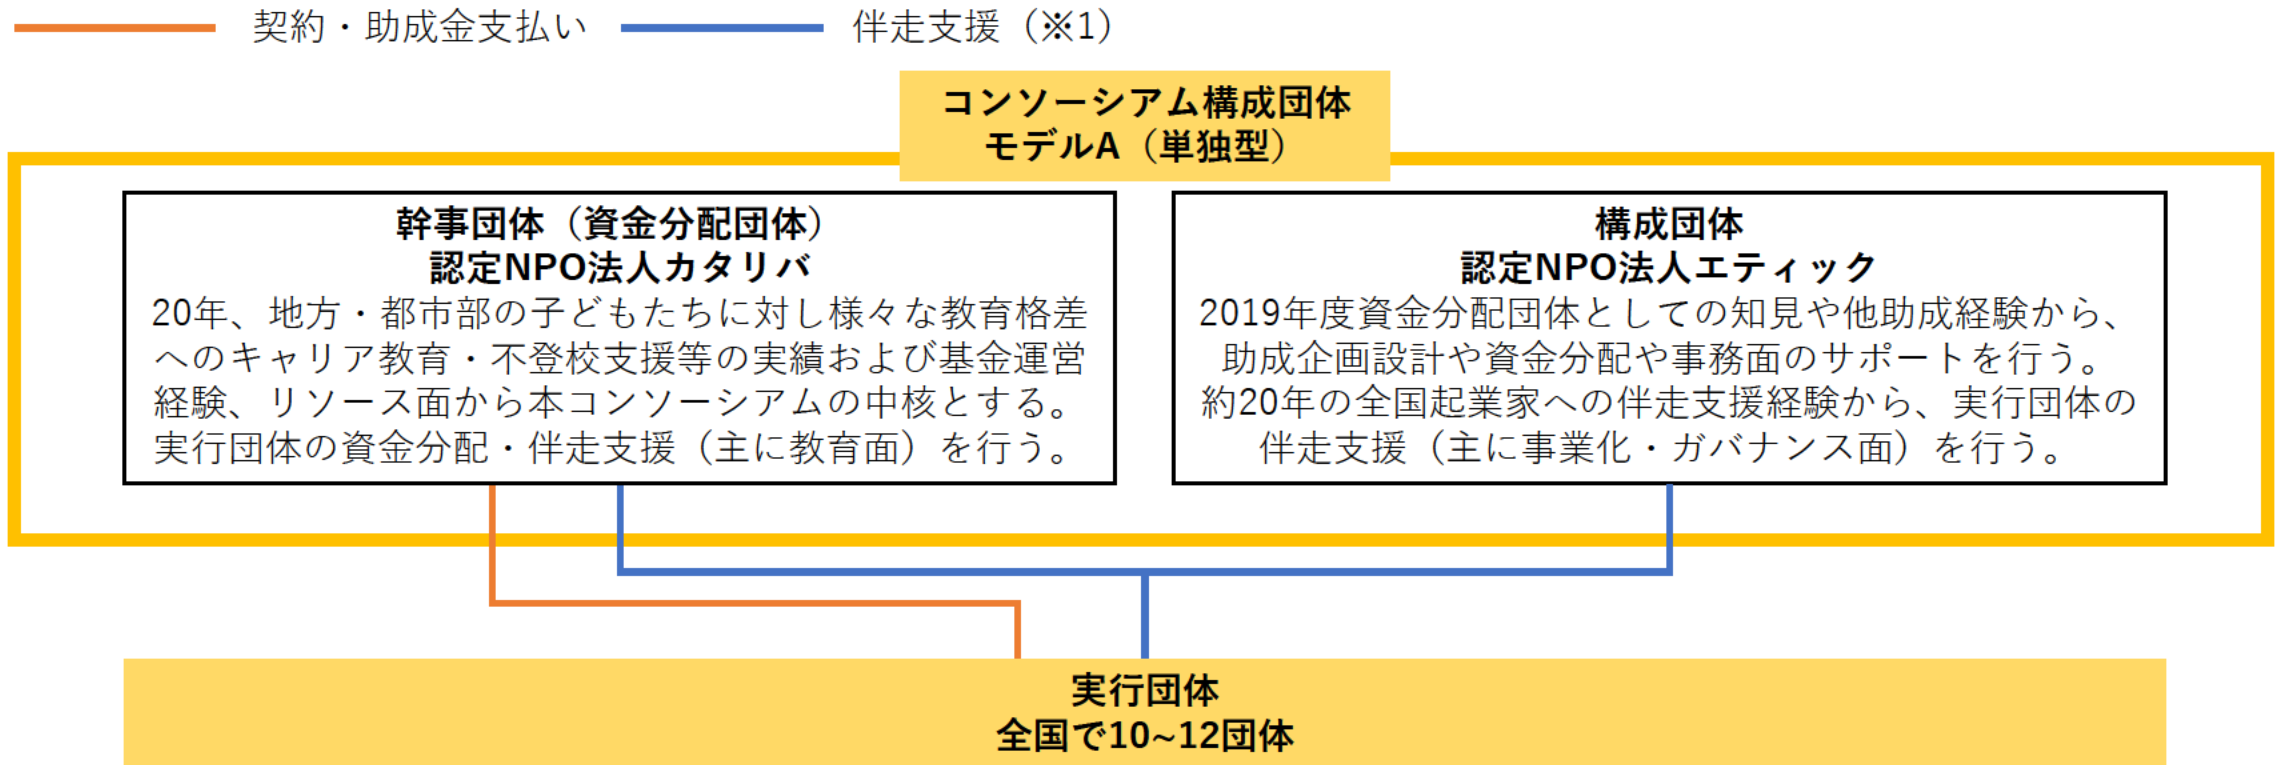 契約・助成金支払い
伴走支援（※1）
コンソーシアム構成団体
モデルA（単独型）
幹事団体（資金分配団体）
認定NPO法人カタリバ
20年、地方・都市部の子どもたちに対し様々な教育格差
へのキャリア教育・不登校支援等の実績および基金運営
経験、リソース面から本コンソーシアムの中核とする。
実行団体の資金分配・伴走支援（主に教育面）を行う。
構成団体
認定NPO法人エティック
2019年度資金分配団体としての知見や他助成経験から、
助成企画設計や資金分配や事務面のサポートを行う。
約20年の全国起業家への伴走支援経験から、実行団体の
伴走支援（主に事業化・ガバナンス面）を行う。
実行団体
全国で10~12団体